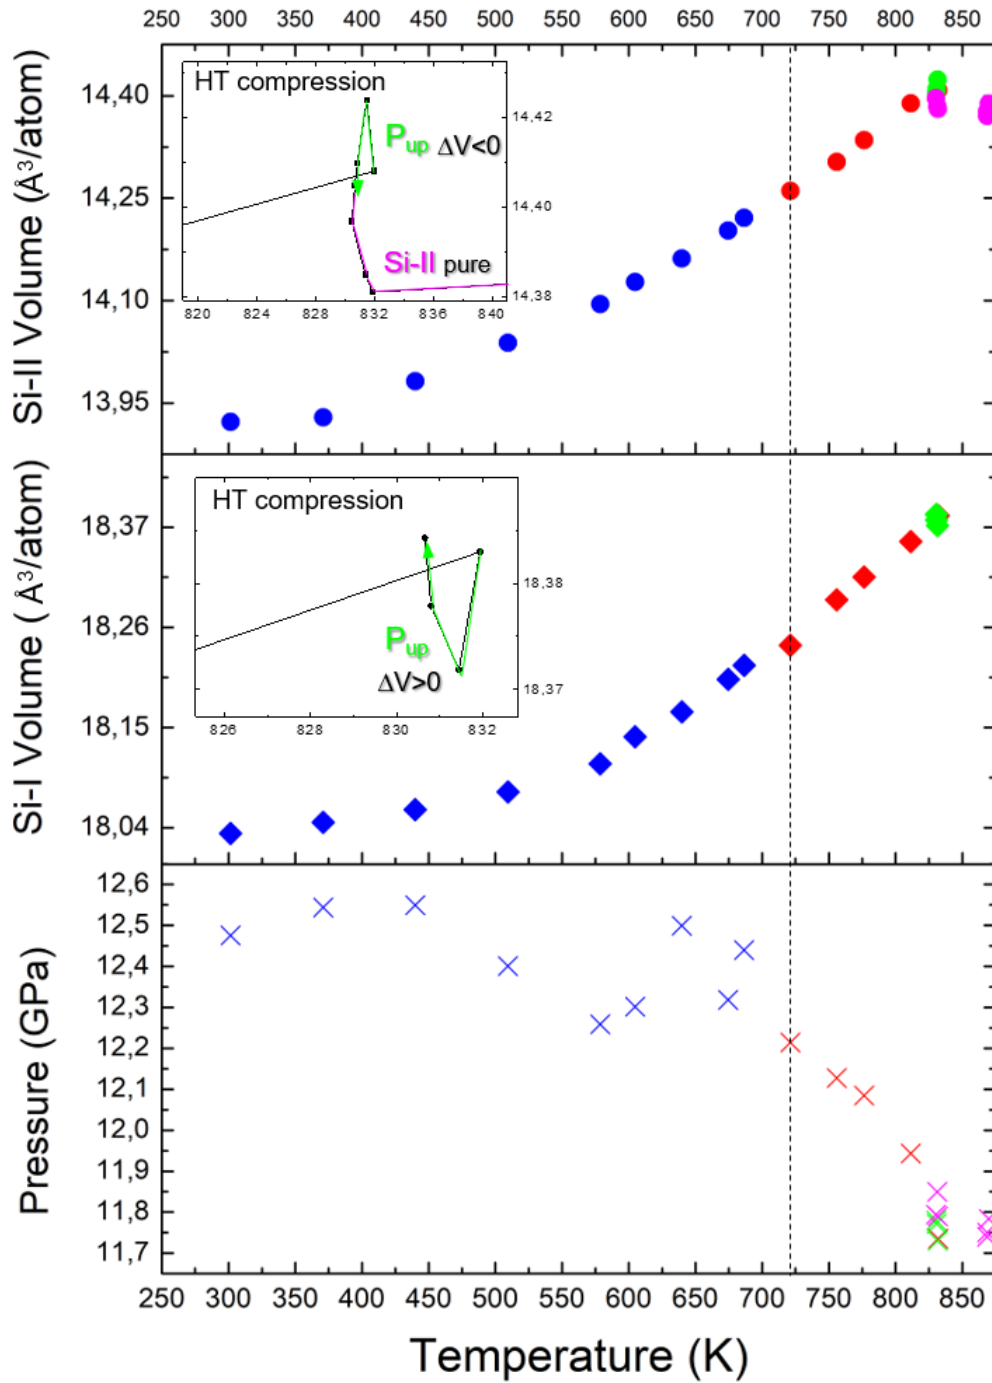 250 300 350 400 450 500 550 600 650 700 750 800 850
Si-II Volume (Å³/atom)
14,40
14,25
14,10
13,95
HT compression
P_up ΔV<0
Si-II pure
14,42
14,40
14,38
820 824 828 832 836 840
Si-I Volume ( Å³/atom)
18,37
18,26
18,15
18,04
HT compression
P_up
ΔV>0
18,38
18,37
826 828 830 832
Pressure (GPa)
12,6
12,5
12,4
12,3
12,2
12,1
12,0
11,9
11,8
11,7
250 300 350 400 450 500 550 600 650 700 750 800 850
Temperature (K)